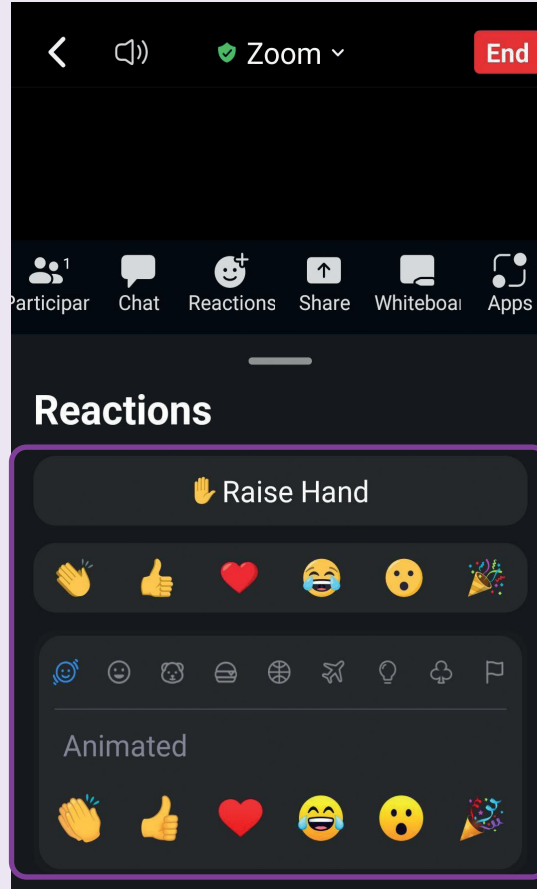 Zoom
End
1
Participar
Chat
Reactions
Share
Whiteboar
Apps
Reactions
Raise Hand
Animated